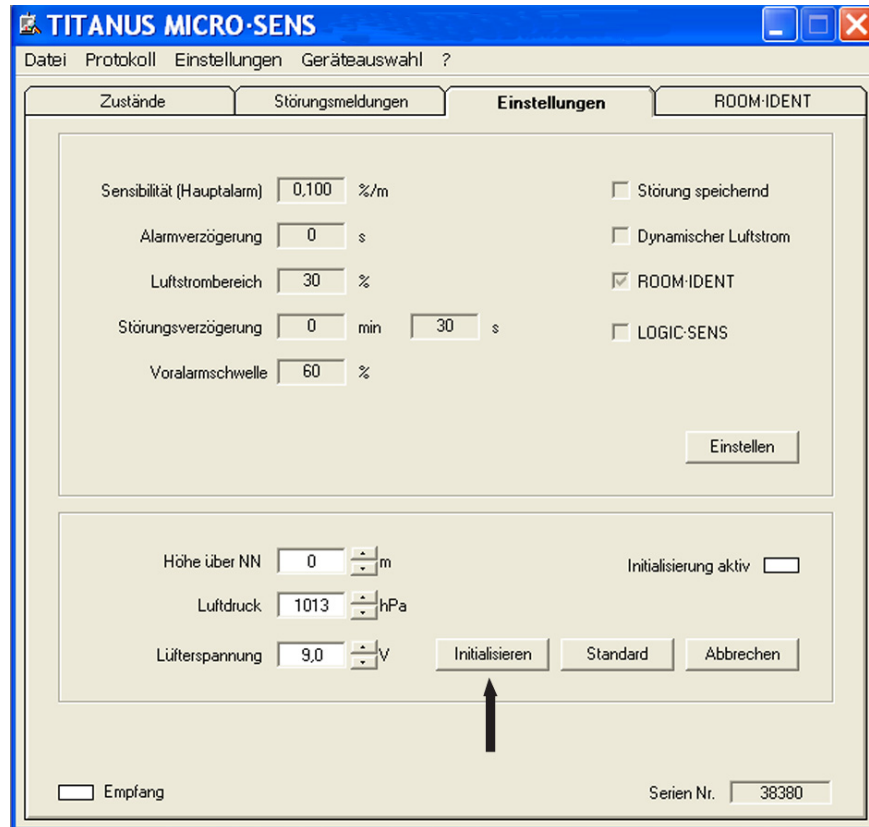 TITANUS MICRO·SENS
Datei Protokoll Einstellungen Geräteauswahl ?
Zustände Störungsmeldungen Einstellungen ROOM·IDENT
Sensibilität (Hauptalarm) 0,100 %/m Störung speichernd
Alarmverzögerung 0 s Dynamischer Luftstrom
Luftstrombereich 30 % ROOM·IDENT
Störungsverzögerung 0 min 30 s LOGIC·SENS
Voralarmschwelle 60 %
Einstellen
Höhe über NN 0 m Initialisierung aktiv
Luftdruck 1013 hPa
Lüfterspannung 9,0 V Initialisieren Standard Abbrechen
Empfang Serien Nr. 38380